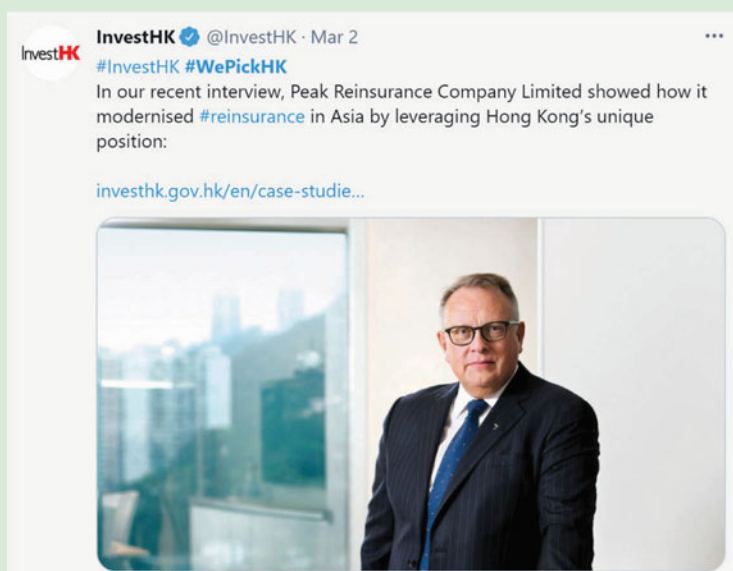 InvestHK
InvestHK @InvestHK · Mar 2
#InvestHK #WePickHK
In our recent interview, Peak Reinsurance Company Limited showed how it
modernised #reinsurance in Asia by leveraging Hong Kong's unique
position:
investhk.gov.hk/en/case-studie...